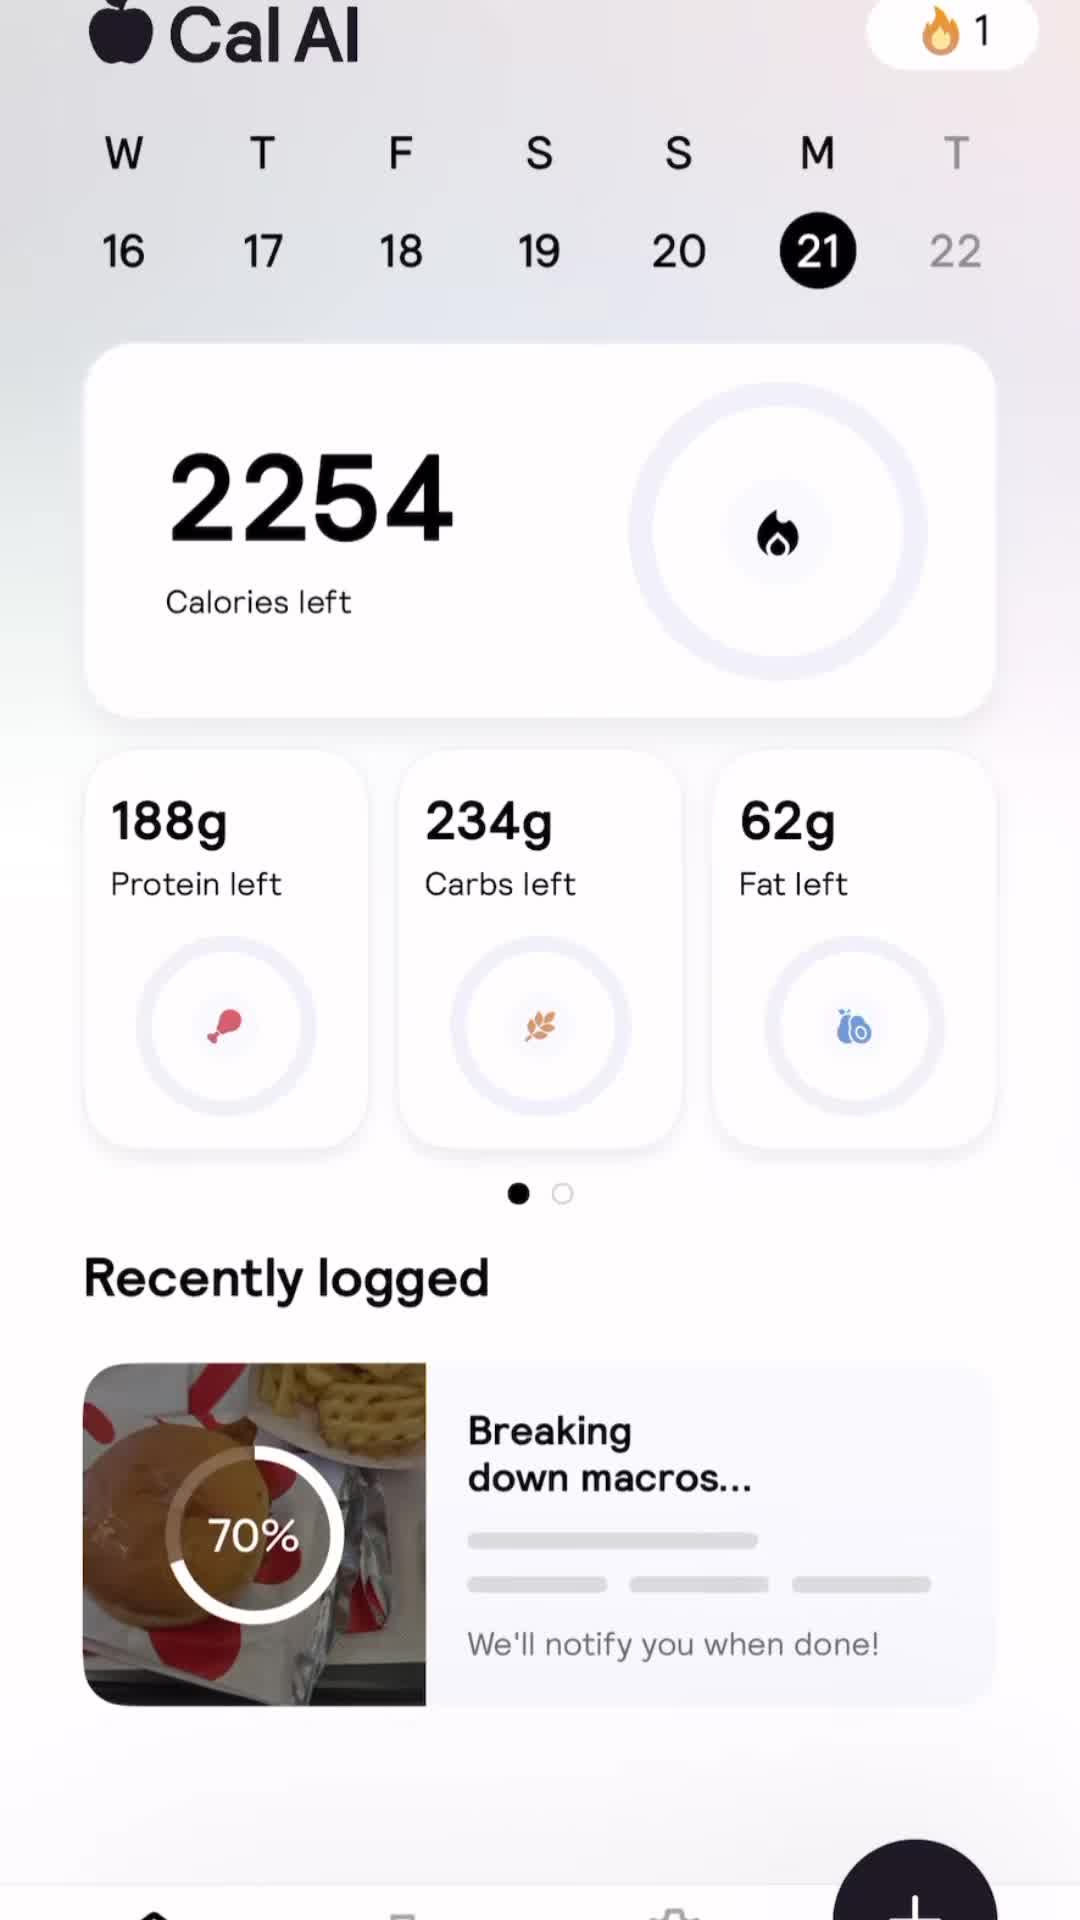 Cal AI
1
W T F S S M T
16 17 18 19 20 21 22
2254
Calories left
188g
Protein left
234g
Carbs left
62g
Fat left
Recently logged
70%
Breaking
down macros...
We'll notify you when done!